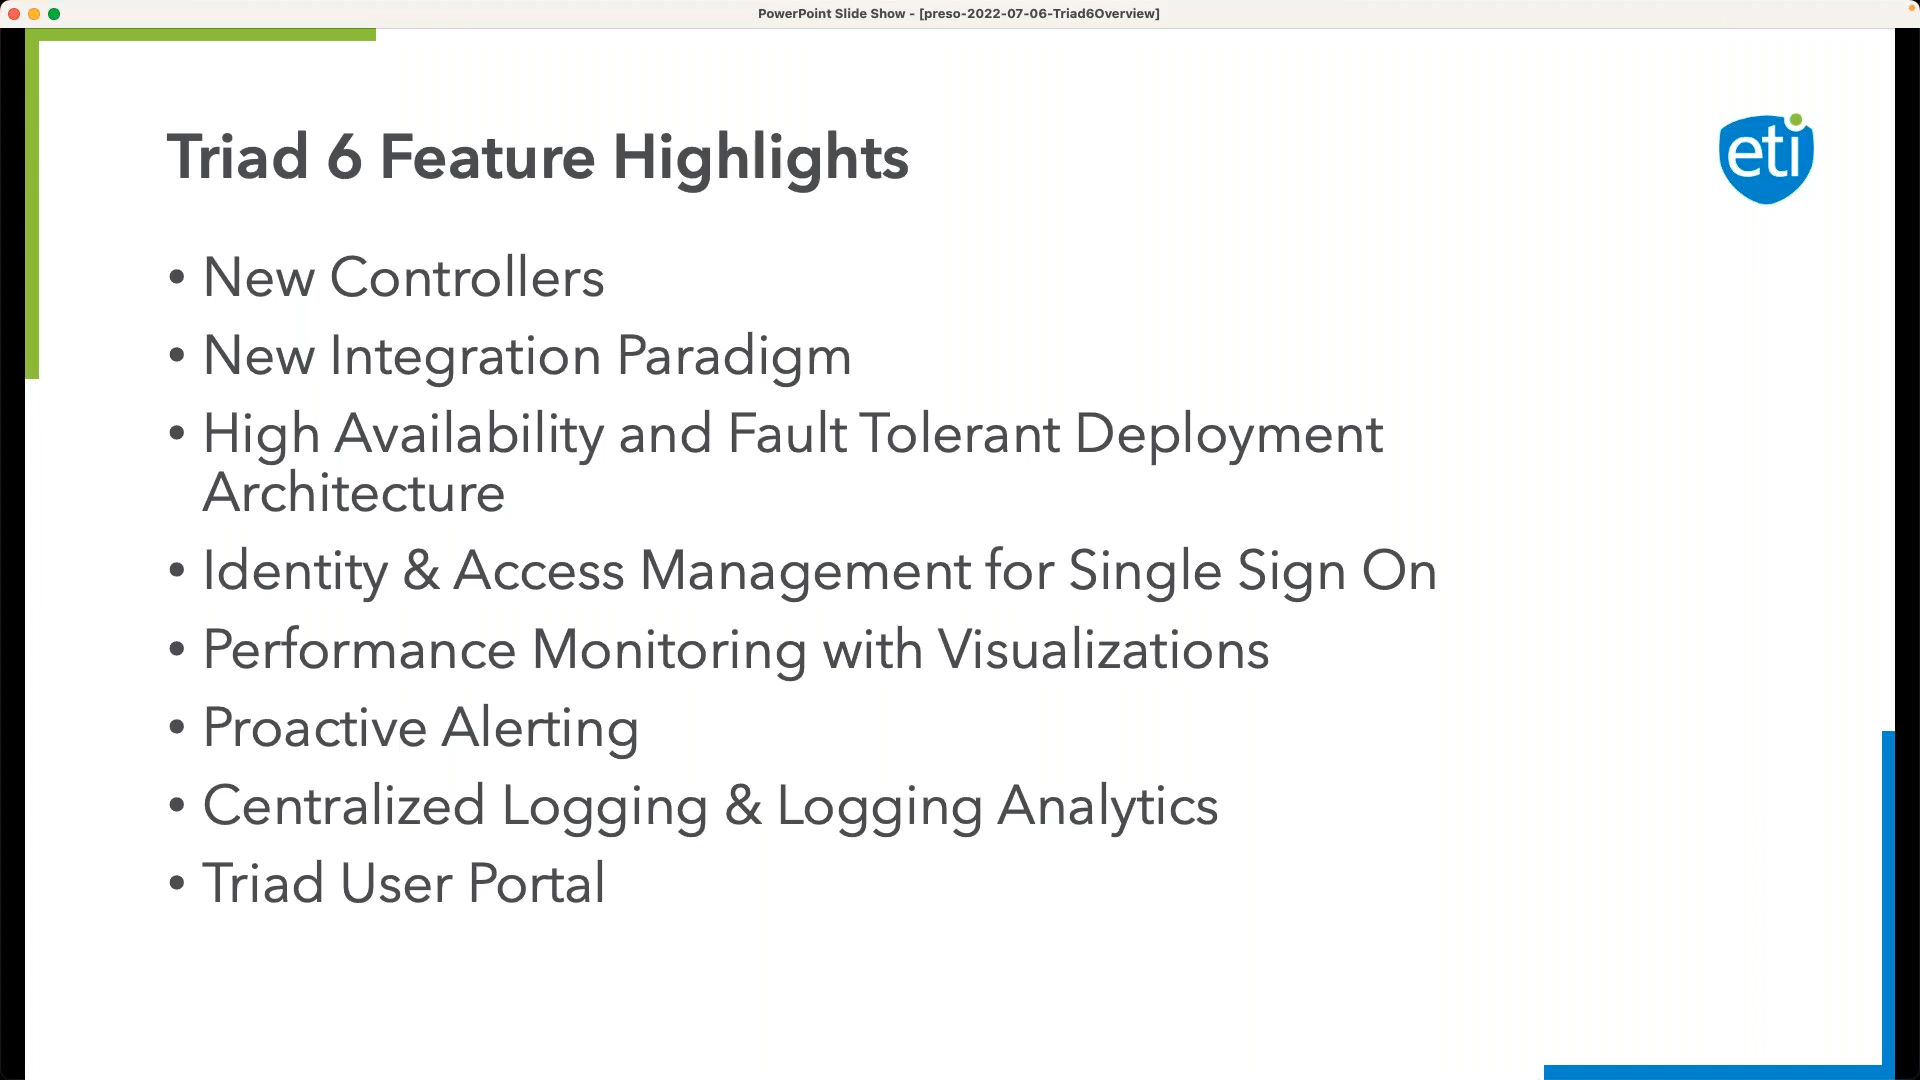 PowerPoint Slide Show - [preso-2022-07-06-Triad6Overview]
Triad 6 Feature Highlights
eti
• New Controllers
• New Integration Paradigm
• High Availability and Fault Tolerant Deployment
Architecture
• Identity & Access Management for Single Sign On
• Performance Monitoring with Visualizations
• Proactive Alerting
• Centralized Logging & Logging Analytics
• Triad User Portal